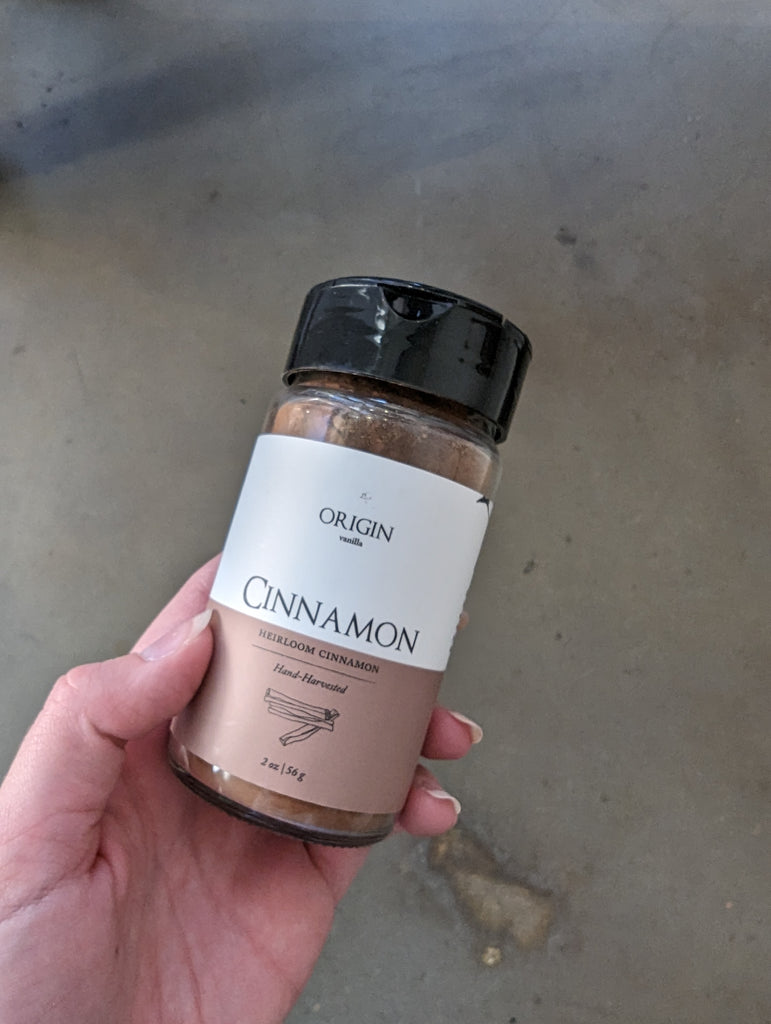 ORIGIN
vanilla
CINNAMON
HEIRLOOM CINNAMON
Hand-Harvested
2 oz | 56 g